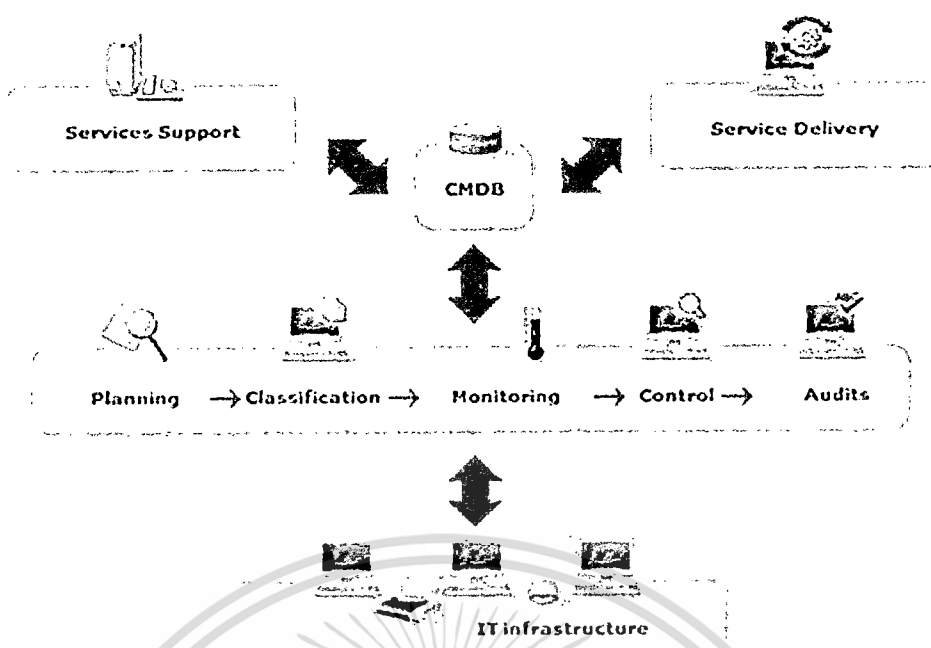 Services Support
Service Delivery
CMDB
Planning → Classification → Monitoring → Control → Audits
IT infrastructure